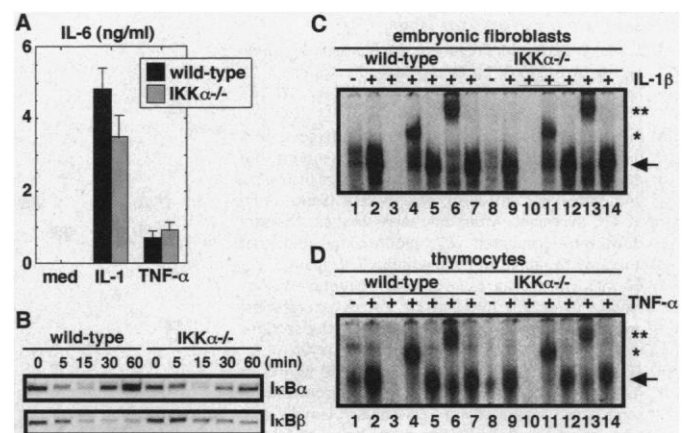 A
IL-6 (ng/ml)
6
4
2
0
wild-type
IKKα-/-
med IL-1 TNF-α
B
wild-type IKKα-/-
0 5 15 30 60 0 5 15 30 60 (min)
IκBα
IκBβ
C
embryonic fibroblasts
wild-type IKKα-/-
- + + + + + + - + + + + + + IL-1β
**
*
1 2 3 4 5 6 7 8 9 10 11 12 13 14
D
thymocytes
wild-type IKKα-/-
- + + + + + + - + + + + + + TNF-α
**
*
1 2 3 4 5 6 7 8 9 10 11 12 13 14